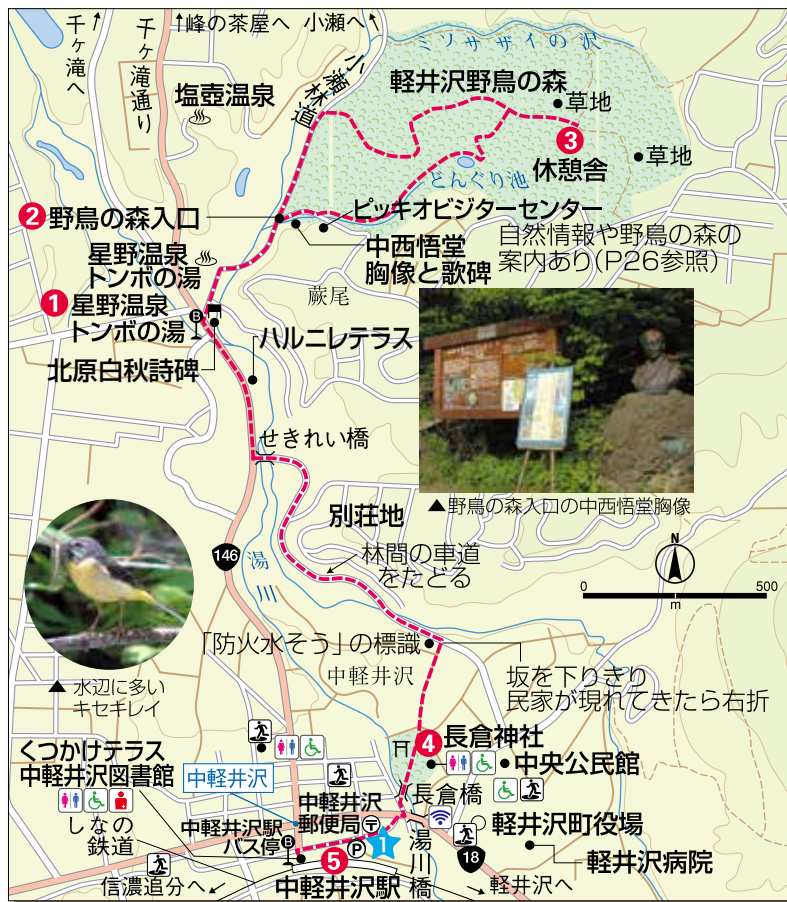 千ヶ滝へ
千ヶ滝通り
峰の茶屋へ
小瀬へ
小瀬林道
ミソサザイの沢
塩壺温泉
軽井沢野鳥の森
草地
3
休憩舎
草地
どんぐり池
2 野鳥の森入口
ピッキオビジターセンター
中西悟堂
胸像と歌碑
自然情報や野鳥の森の
案内あり(P26参照)
星野温泉
トンボの湯
1 星野温泉
トンボの湯
B
蕨尾
北原白秋詩碑
ハルニレテラス
せきれい橋
▲野鳥の森入口の中西悟堂胸像
別荘地
林間の車道
をたどる
146
湯川
N
0 500
m
▲ 水辺に多い
キセキレイ
「防火水そう」の標識
中軽井沢
坂を下りきり
民家が現れてきたら右折
くつかけテラス
中軽井沢図書館
中軽井沢
4 長倉神社
中央公民館
長倉橋
しなの
鉄道
中軽井沢駅
バス停
B
中軽井沢
郵便局
〒
P
1
湯川橋
軽井沢町役場
18
軽井沢病院
5
中軽井沢駅
信濃追分へ
軽井沢へ